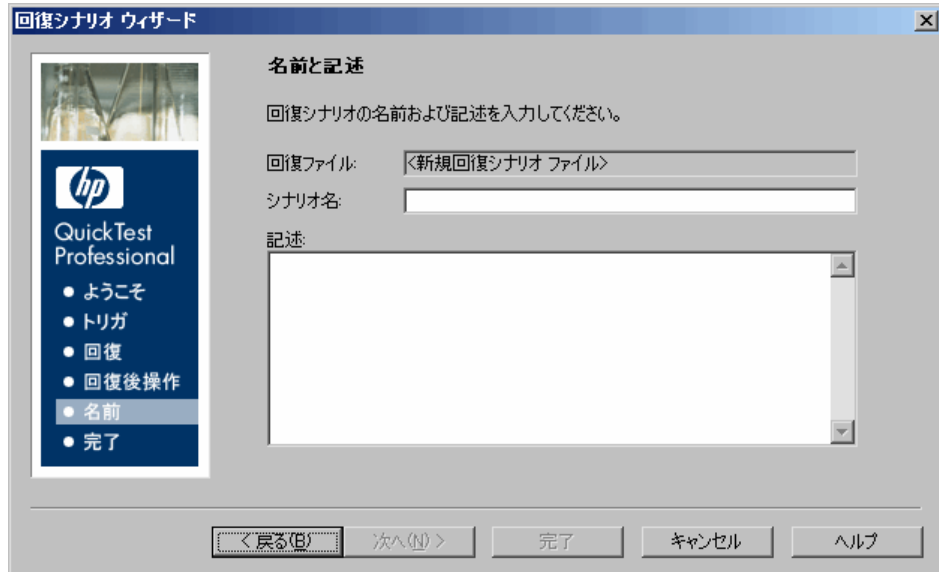 回復シナリオ ウィザード
hp
QuickTest
Professional
ようこそ
トリガ
回復
回復後操作
名前
完了
名前と記述
回復シナリオの名前および記述を入力してください。
回復ファイル: <新規回復シナリオ ファイル>
シナリオ名:
記述:
< 戻る(B) 次へ(N) > 完了 キャンセル ヘルプ